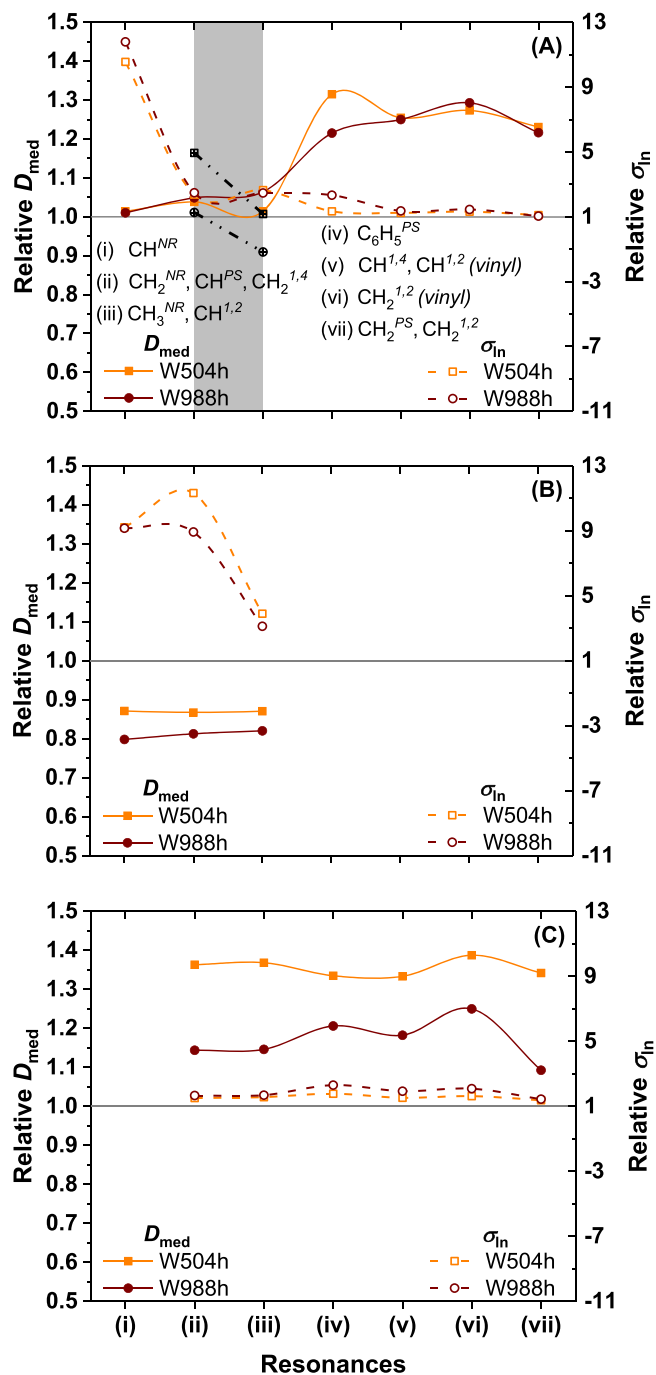 1.5
1.4
1.3
1.2
1.1
1.0
0.9
0.8
0.7
0.6
0.5
Relative D_med
13
9
5
1
-3
-7
-11
Relative σ_ln
(A)
(i) CH^NR
(ii) CH₂^NR, CH^PS, CH₂^1,4
(iii) CH₃^NR, CH^1,2
(iv) C₆H₅^PS
(v) CH^1,4, CH^1,2 (vinyl)
(vi) CH₂^1,2 (vinyl)
(vii) CH₂^PS, CH₂^1,2
D_med
W504h
W988h
σ_ln
W504h
W988h
1.5
1.4
1.3
1.2
1.1
1.0
0.9
0.8
0.7
0.6
0.5
Relative D_med
13
9
5
1
-3
-7
-11
Relative σ_ln
(B)
D_med
W504h
W988h
σ_ln
W504h
W988h
1.5
1.4
1.3
1.2
1.1
1.0
0.9
0.8
0.7
0.6
0.5
Relative D_med
13
9
5
1
-3
-7
-11
Relative σ_ln
(C)
D_med
W504h
W988h
σ_ln
W504h
W988h
(i) (ii) (iii) (iv) (v) (vi) (vii)
Resonances